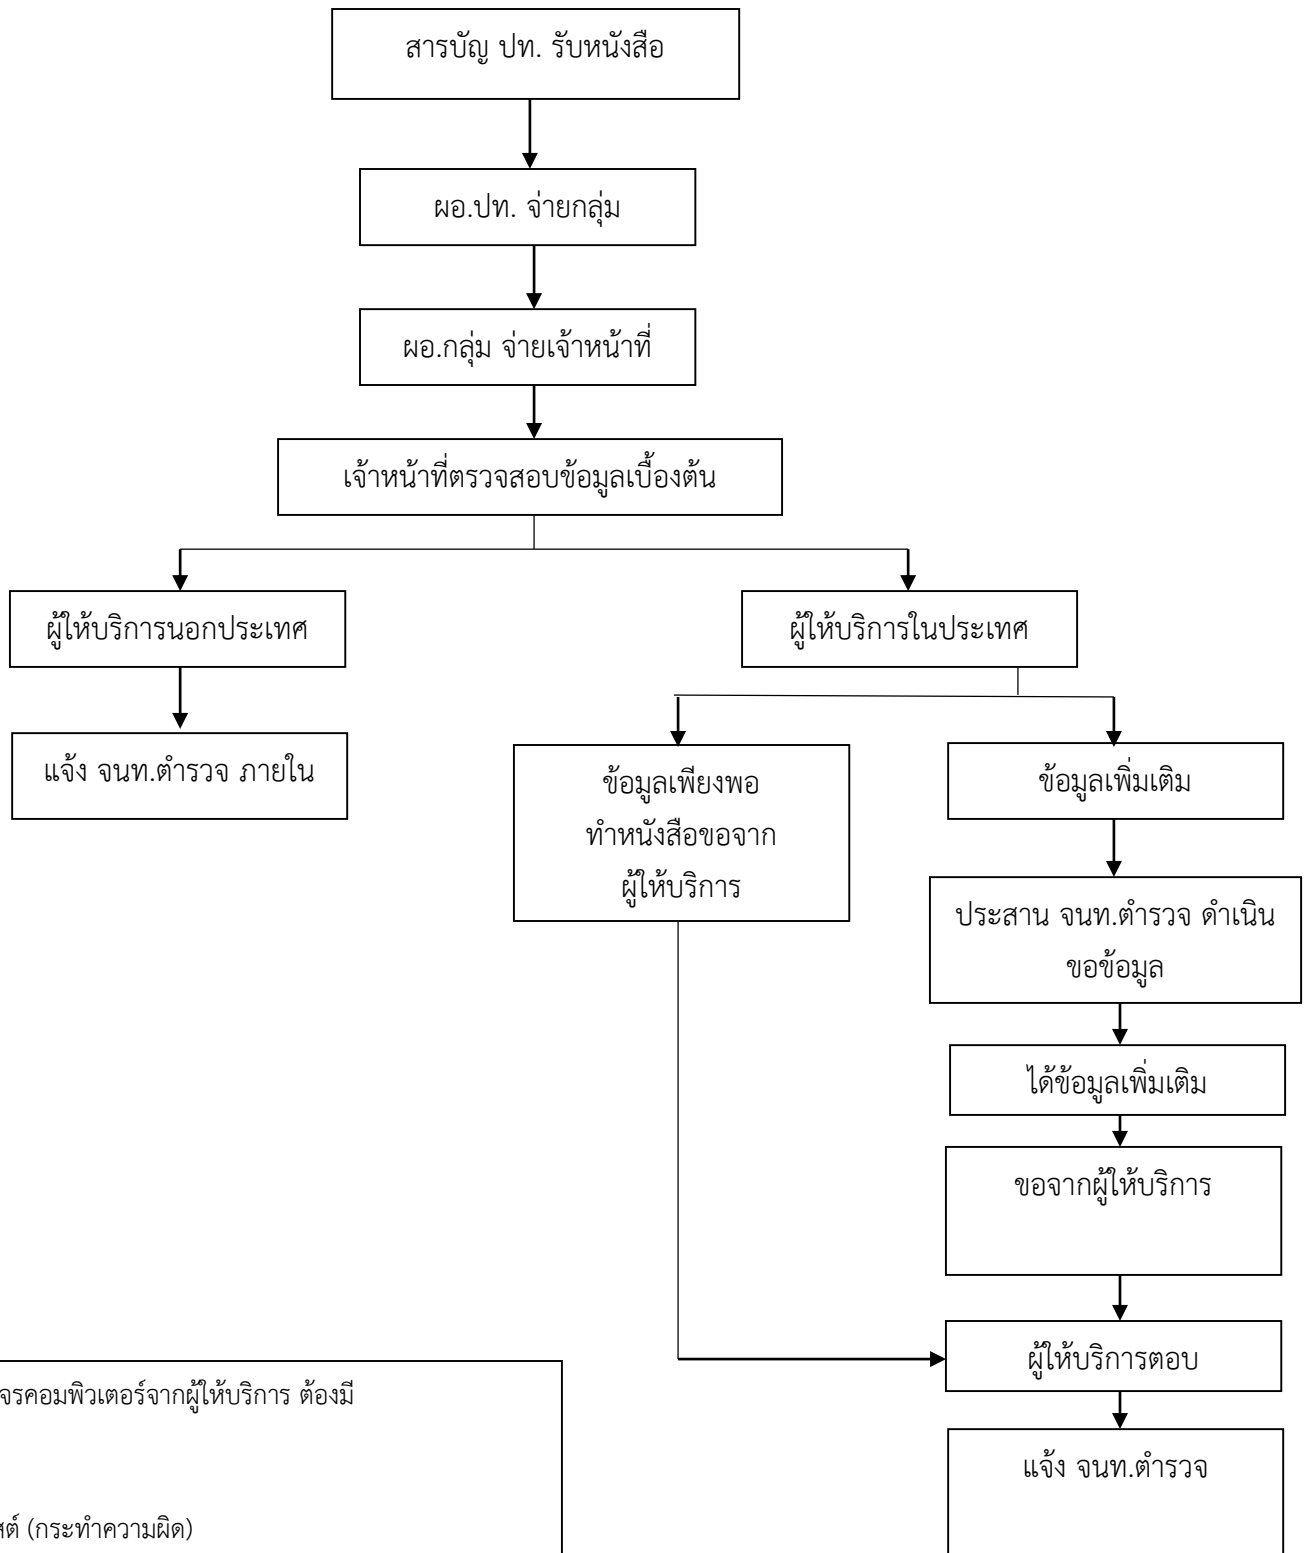 สารบัญ ปท. รับหนังสือ
ผอ.ปท. จ่ายกลุ่ม
ผอ.กลุ่ม จ่ายเจ้าหน้าที่
เจ้าหน้าที่ตรวจสอบข้อมูลเบื้องต้น
ผู้ให้บริการนอกประเทศ
ผู้ให้บริการในประเทศ
แจ้ง จนท.ตำรวจ ภายใน
ข้อมูลเพียงพอ
ทำหนังสือขอจาก
ผู้ให้บริการ
ข้อมูลเพิ่มเติม
ประสาน จนท.ตำรวจ ดำเนิน
ขอข้อมูล
ได้ข้อมูลเพิ่มเติม
ขอจากผู้ให้บริการ
ผู้ให้บริการตอบ
แจ้ง จนท.ตำรวจ
จรคอมพิวเตอร์จากผู้ให้บริการ ต้องมี
(กระทำความผิด)